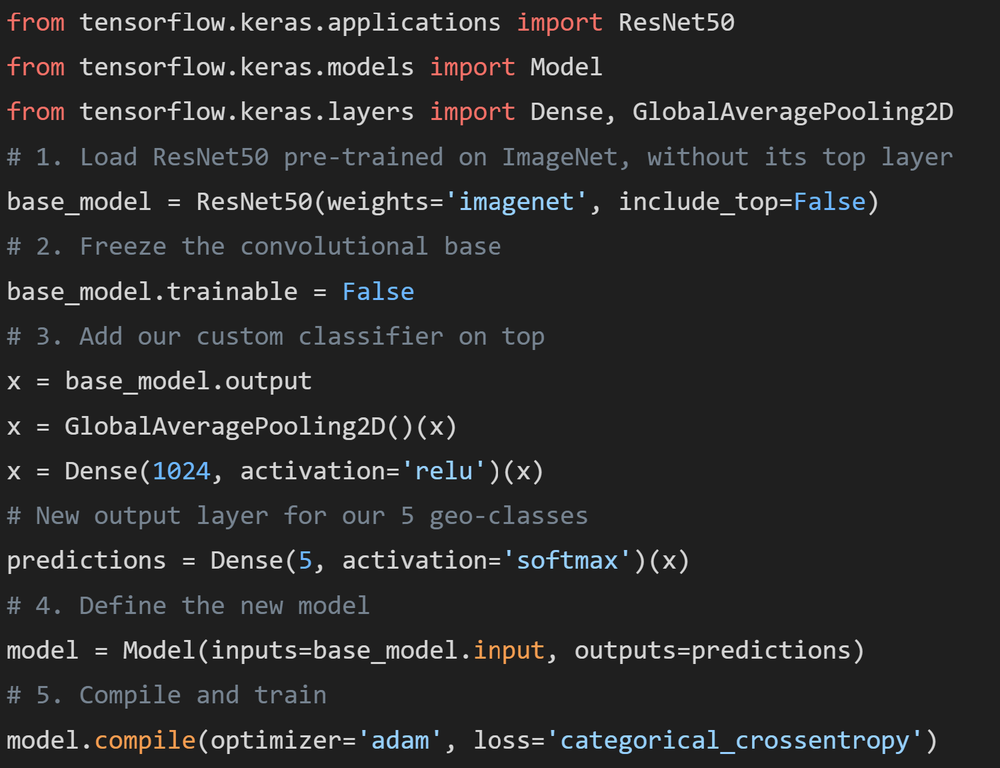 from tensorflow.keras.applications import ResNet50
from tensorflow.keras.models import Model
from tensorflow.keras.layers import Dense, GlobalAveragePooling2D
# 1. Load ResNet50 pre-trained on ImageNet, without its top layer
base_model = ResNet50(weights='imagenet', include_top=False)
# 2. Freeze the convolutional base
base_model.trainable = False
# 3. Add our custom classifier on top
x = base_model.output
x = GlobalAveragePooling2D()(x)
x = Dense(1024, activation='relu')(x)
# New output layer for our 5 geo-classes
predictions = Dense(5, activation='softmax')(x)
# 4. Define the new model
model = Model(inputs=base_model.input, outputs=predictions)
# 5. Compile and train
model.compile(optimizer='adam', loss='categorical_crossentropy')